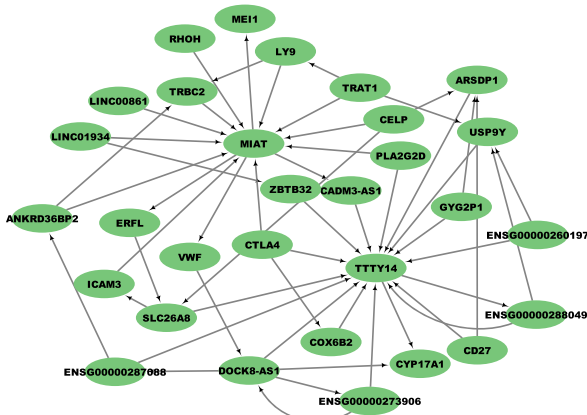 MEI1
RHOH
LY9
TRAT1
ARSDP1
TRBC2
LINC00861
CELP
LINC01934
USP9Y
MIAT
PLA2G2D
ZBTB32
CADM3-AS1
GYG2P1
ANKRD36BP2
ERFL
ENSG00000260197
CTLA4
VWF
TTTY14
ICAM3
SLC26A8
ENSG00000288049
COX6B2
CD27
CYP17A1
ENSG00000287088
DOCK8-AS1
ENSG00000273906